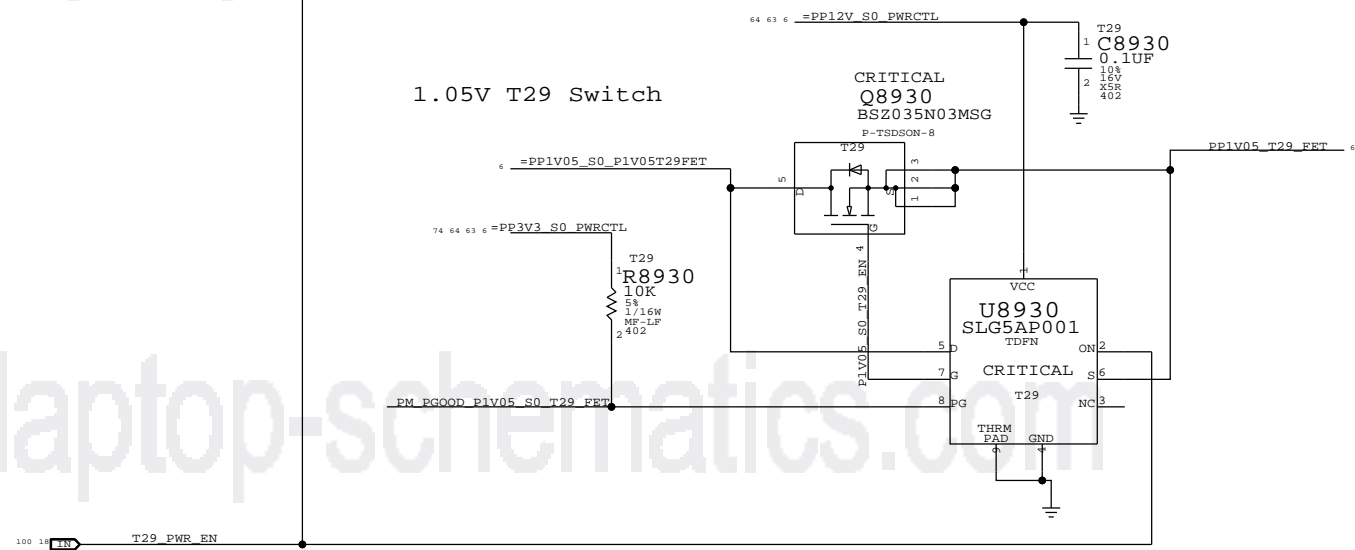 64 63 6 =PP12V_S0_PWRCTL
T29
1 C8930
0.1UF
10%
16V
2 X5R
402
1.05V T29 Switch
CRITICAL
Q8930
BSZ035N03MSG
P-TSDSON-8
T29
6 =PP1V05_S0_P1V05T29FET
5 D
S 3 2 1
G 4
PP1V05_T29_FET 6
74 64 63 6 =PP3V3_S0_PWRCTL
T29
1 R8930
10K
5%
1/16W
MF-LF
2 402
P1V05_S0_T29_EN
1
VCC
U8930
SLG5AP001
TDFN
5 D ON 2
CRITICAL
7 G S 6
T29
PM_PGOOD_P1V05_S0_T29_FET 8 PG NC 3
THRM
PAD GND
9 4
laptop-schematics.com
100 18 IN T29_PWR_EN